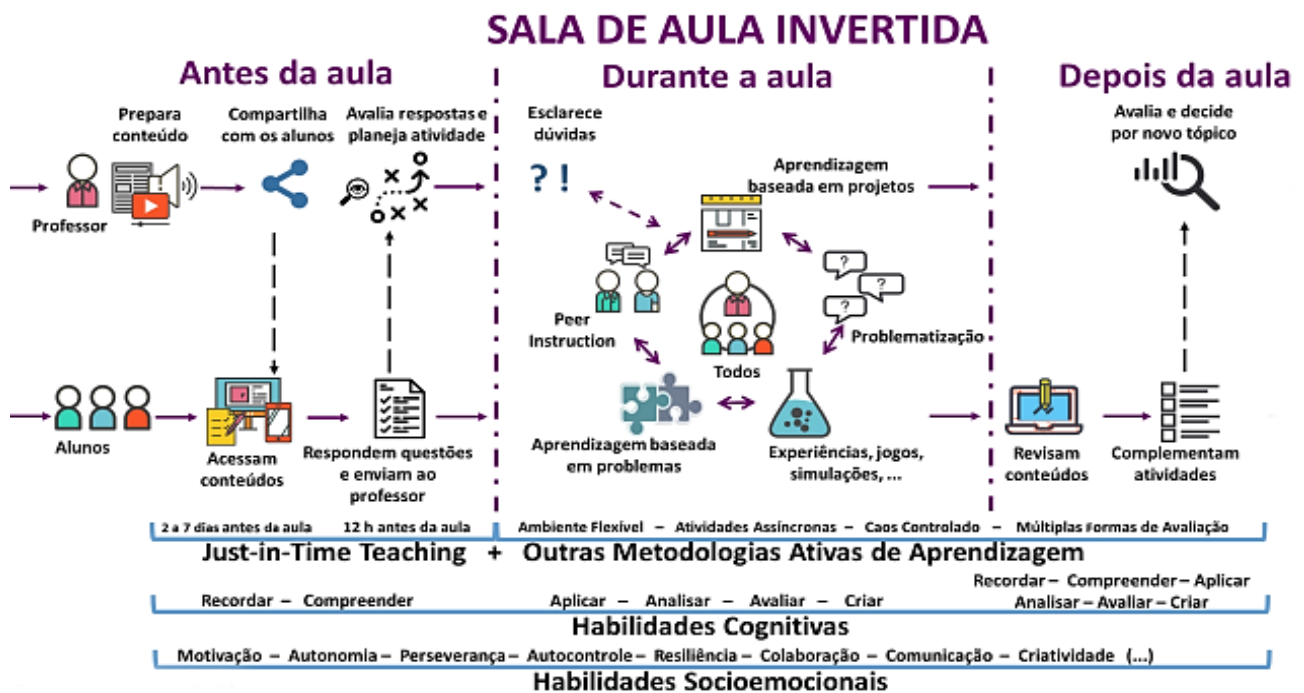 SALA DE AULA INVERTIDA
Antes da aula
Durante a aula
Depois da aula
Prepara
conteúdo
Compartilha
com os alunos
Avalia respostas e
planeja atividade
Esclarece
dúvidas
? !
Aprendizagem
baseada em projetos
Avalia e decide
por novo tópico
Professor
?
?
?
Peer
Instruction
Todos
Problematização
Alunos
Acessam
conteúdos
Respondem questões
e enviam ao
professor
Aprendizagem baseada
em problemas
Experiências, jogos,
simulações, ...
Revisam
conteúdos
Complementam
atividades
2 a 7 dias antes da aula
12 h antes da aula
Ambiente Flexível – Atividades Assíncronas – Caos Controlado – Múltiplas Formas de Avaliação
Just-in-Time Teaching + Outras Metodologias Ativas de Aprendizagem
Recordar – Compreender
Aplicar – Analisar – Avaliar – Criar
Recordar – Compreender – Aplicar
Analisar – Avaliar – Criar
Habilidades Cognitivas
Motivação – Autonomia – Perseverança – Autocontrole – Resiliência – Colaboração – Comunicação – Criatividade (...)
Habilidades Socioemocionais